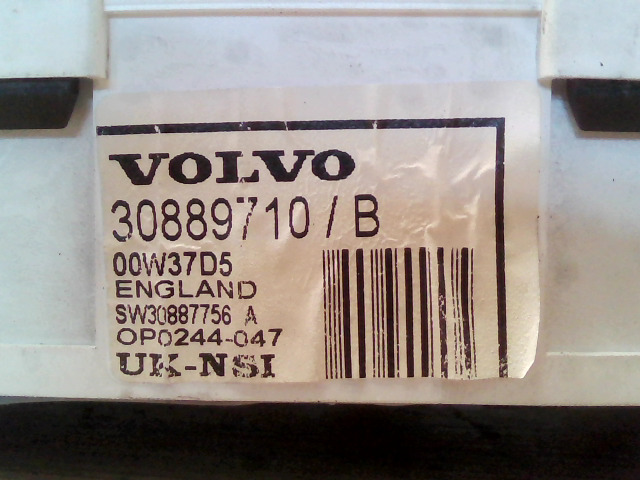 VOLVO
30889710 / B
00W37D5
ENGLAND
SW30887756 A
OP0244-047
UK-NSI